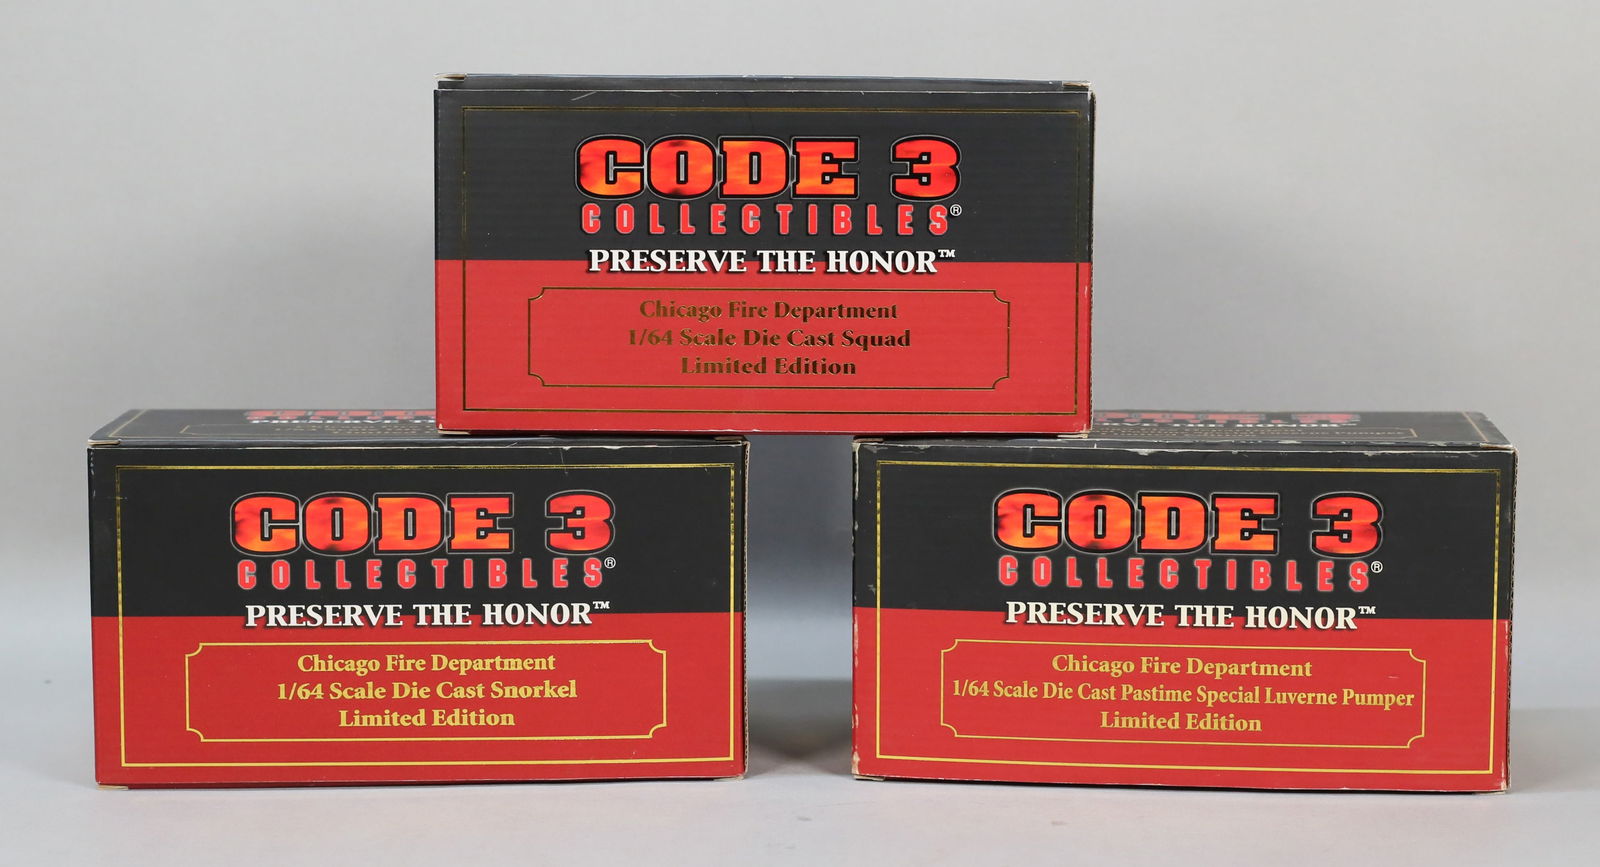 CODE 3
COLLECTIBLES®
PRESERVE THE HONOR™
Chicago Fire Department
1/64 Scale Die Cast Squad
Limited Edition
CODE 3
COLLECTIBLES®
PRESERVE THE HONOR™
Chicago Fire Department
1/64 Scale Die Cast Snorkel
Limited Edition
CODE 3
COLLECTIBLES®
PRESERVE THE HONOR™
Chicago Fire Department
1/64 Scale Die Cast Pastime Special Luverne Pumper
Limited Edition